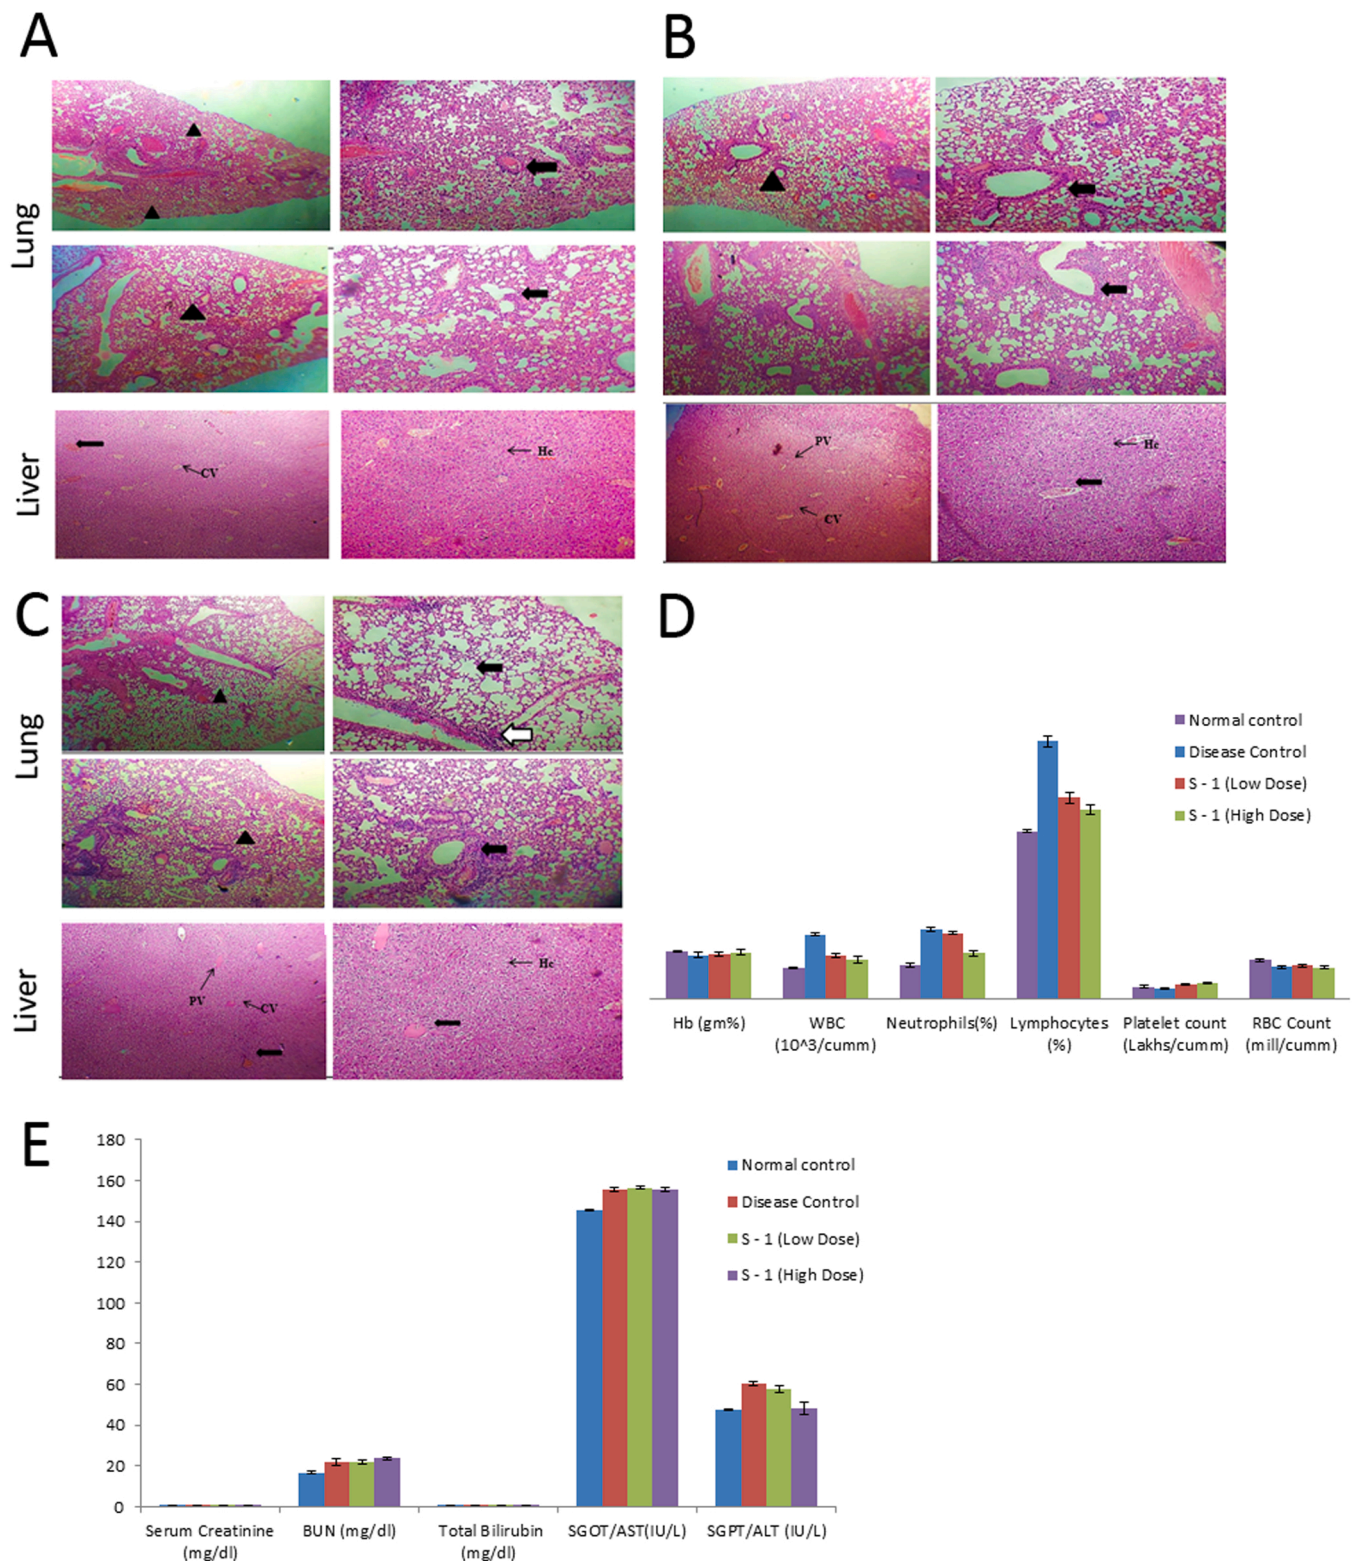 A
B
Lung
CV
Hc
Liver
PV
Hc
CV
C
Lung
Liver
PV
CV
Hc
D
Normal control
Disease Control
S - 1 (Low Dose)
S - 1 (High Dose)
Hb (gm%)
WBC
(10^3/cumm)
Neutrophils(%)
Lymphocytes
(%)
Platelet count
(Lakhs/cumm)
RBC Count
(mill/cumm)
E
180
160
140
120
100
80
60
40
20
0
Normal control
Disease Control
S - 1 (Low Dose)
S - 1 (High Dose)
Serum Creatinine
(mg/dl)
BUN (mg/dl)
Total Bilirubin
(mg/dl)
SGOT/AST(IU/L)
SGPT/ALT (IU/L)